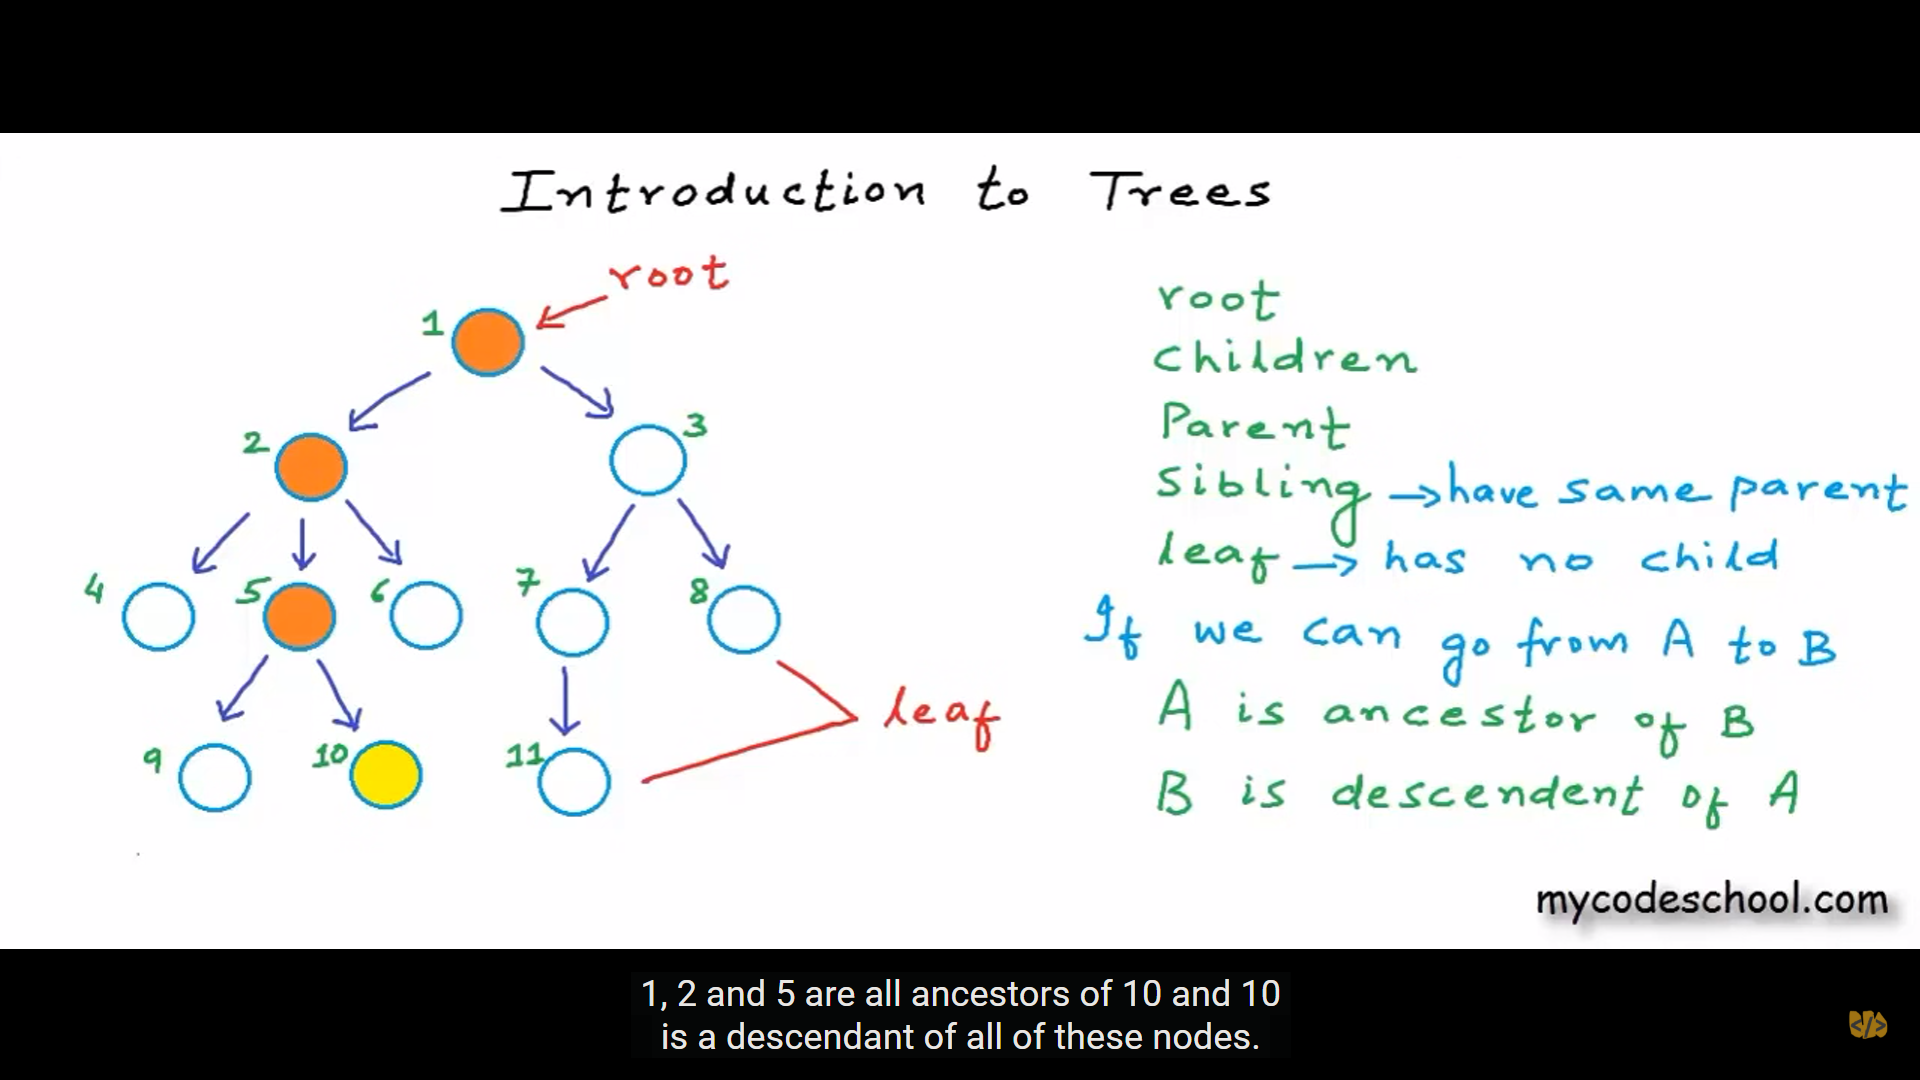 Introduction to Trees
root
1
2
3
4
5
6
7
8
9
10
11
leaf
root
children
Parent
Sibling → have same parent
leaf → has no child
If we can go from A to B
A is ancestor of B
B is descendent of A
mycodeschool.com
1, 2 and 5 are all ancestors of 10 and 10
is a descendant of all of these nodes.